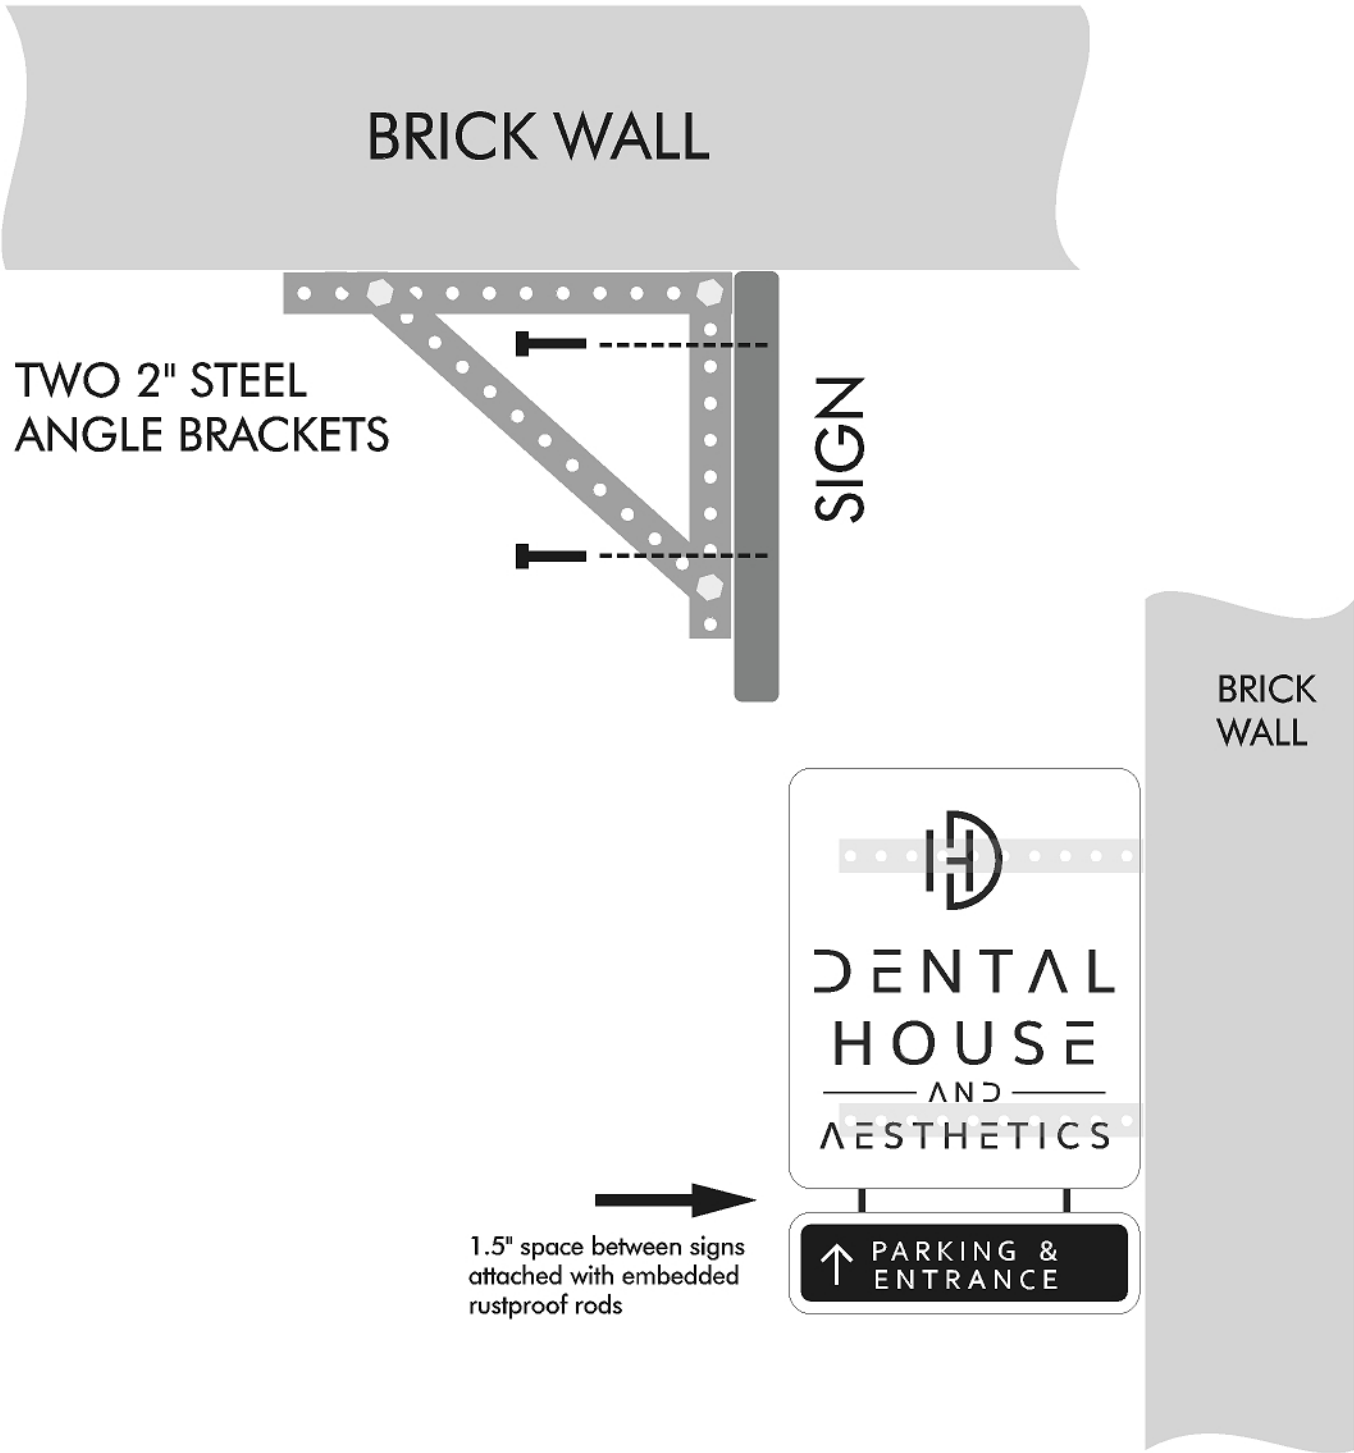 BRICK WALL
TWO 2" STEEL
ANGLE BRACKETS
SIGN
BRICK
WALL
DENTAL
HOUSE
AND
AESTHETICS
1.5" space between signs
attached with embedded
rustproof rods
PARKING &
ENTRANCE